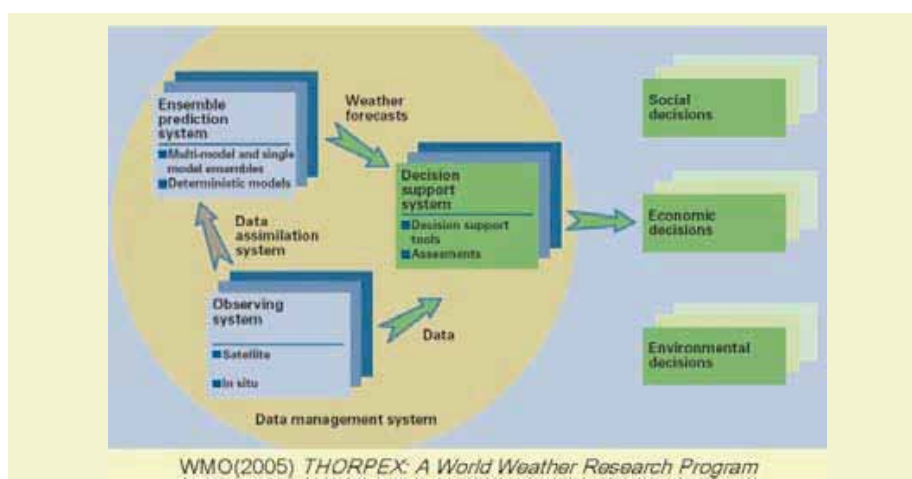 Ensemble
prediction
system
Multi-model and single
model ensembles
Deterministic models
Weather
forecasts
Data
assimilation
system
Observing
system
Satellite
In situ
Data
Data management system
Decision
support
system
Decision support
tools
Assesments
Social
decisions
Economic
decisions
Environmental
decisions
WMO(2005) THORPEX: A World Weather Research Program